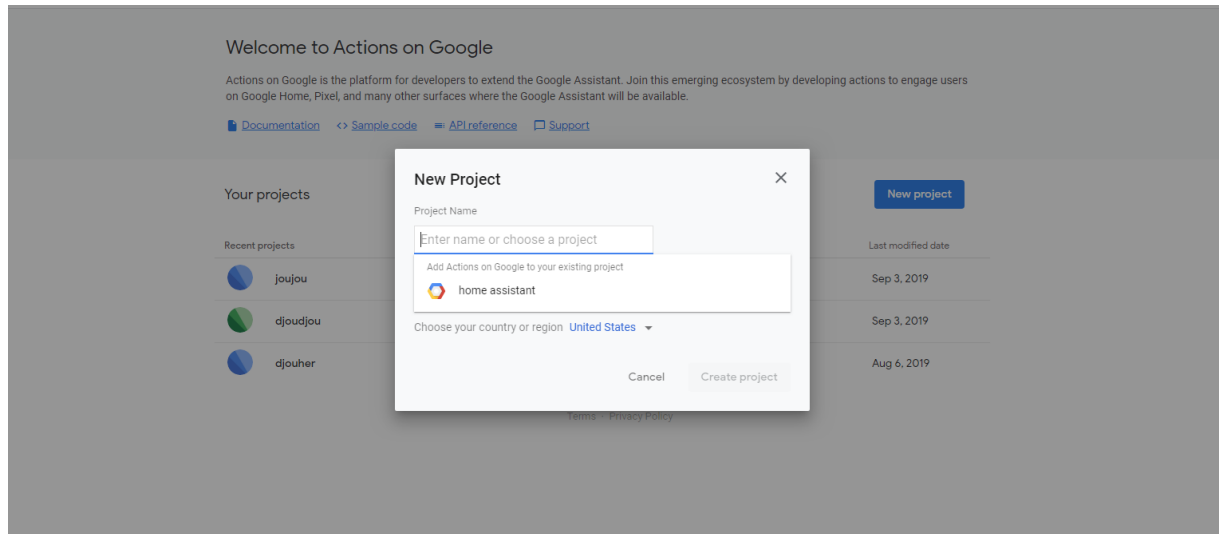 Welcome to Actions on Google
Actions on Google is the platform for developers to extend the Google Assistant. Join this emerging ecosystem by developing actions to engage users
on Google Home, Pixel, and many other surfaces where the Google Assistant will be available.
Documentation <> Sample code API reference Support
Your projects
New project
Recent projects
Last modified date
joujou
Sep 3, 2019
djoudjou
Sep 3, 2019
djouher
Aug 6, 2019
New Project
Project Name
Enter name or choose a project
Add Actions on Google to your existing project
home assistant
Choose your country or region United States
Cancel Create project
Terms - Privacy Policy